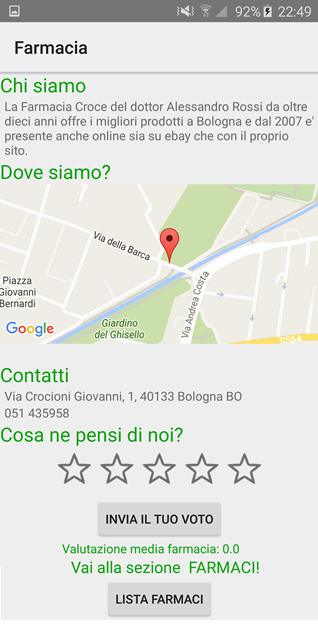 92% 22:49
Farmacia
Chi siamo
La Farmacia Croce del dottor Alessandro Rossi da oltre
dieci anni offre i migliori prodotti a Bologna e dal 2007 e'
presente anche online sia su ebay che con il proprio
sito.
Dove siamo?
Via della Barca
Piazza
Giovanni
Bernardi
Via Andrea Costa
Google
Giardino
del Ghisello
SS64
Contatti
Via Crocioni Giovanni, 1, 40133 Bologna BO
051 435958
Cosa ne pensi di noi?
INVIA IL TUO VOTO
Valutazione media farmacia: 0.0
Vai alla sezione FARMACI!
LISTA FARMACI